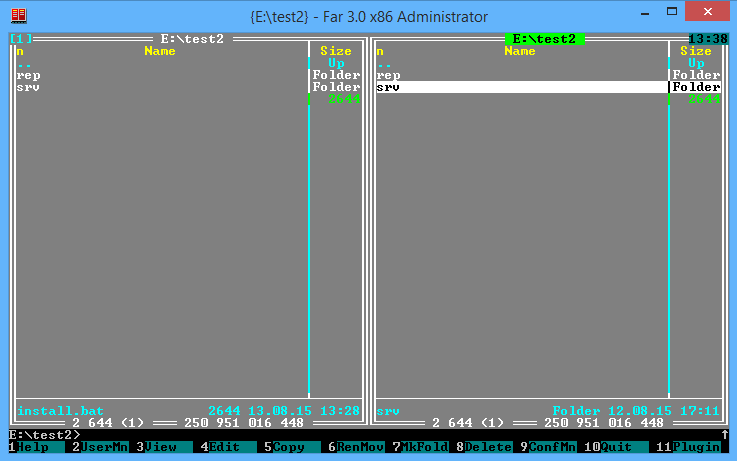 {E:\test2} - Far 3.0 x86 Administrator
[1] E:\test2 E:\test2 13:38
n Name Size n Name Size
.. Up .. Up
rep Folder rep Folder
srv Folder srv Folder
2644 2644
install.bat 2644 13.08.15 13:28 srv Folder 12.08.15 17:11
2 644 (1) 250 951 016 448 2 644 (1) 250 951 016 448
E:\test2> ↑
1Help 2UserMn 3View 4Edit 5Copy 6RenMov 7MkFold 8Delete 9ConfMn 10Quit 11Plugin